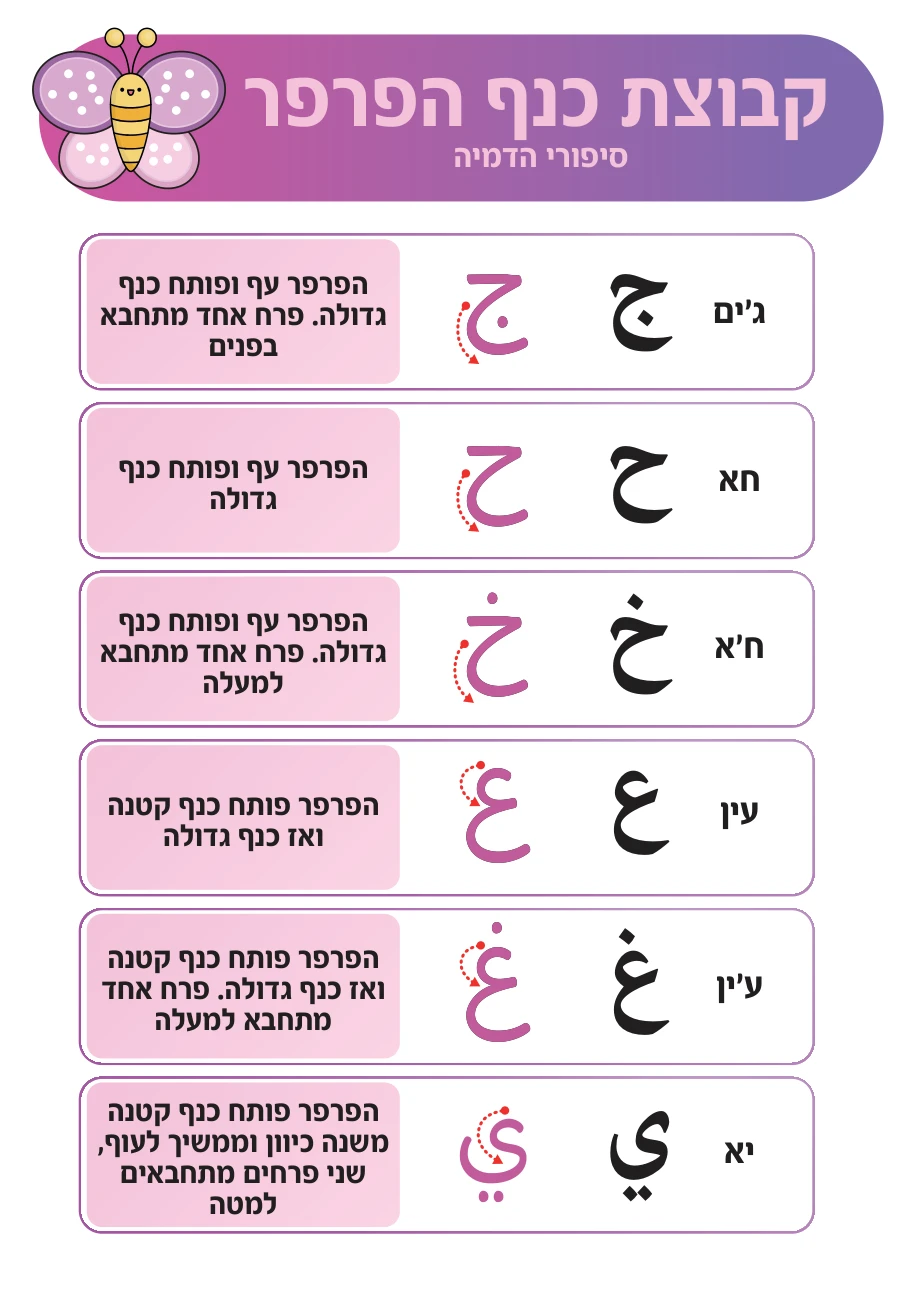 קבוצת כנף הפרפר
סיפורי הדמיה
ג'ים ج ج
הפרפר עף ופותח כנף
גדולה. פרח אחד מתחבא
בפנים
חא ح ح
הפרפר עף ופותח כנף
גדולה
ח'א خ خ
הפרפר עף ופותח כנף
גדולה. פרח אחד מתחבא
למעלה
עין ع ع
הפרפר פותח כנף קטנה
ואז כנף גדולה
ע'ין غ غ
הפרפר פותח כנף קטנה
ואז כנף גדולה. פרח אחד
מתחבא למעלה
יא ي ي
הפרפר פותח כנף קטנה
משנה כיוון וממשיך לעוף,
שני פרחים מתחבאים
למטה